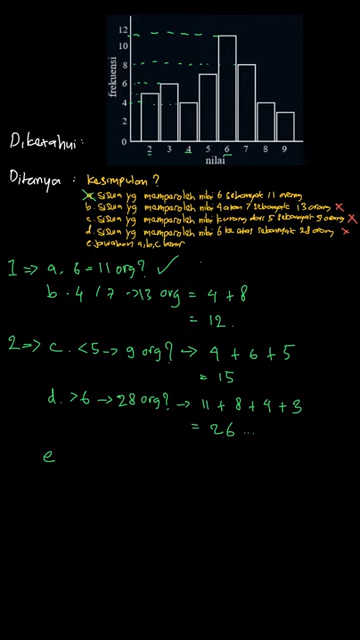 12
10
8
6
4
2
0
frekuensi
2 3 4 5 6 7 8 9
nilai
Diketahui :
Ditanya : Kesimpulan ?
a. siswa yg memperoleh nilai 6 sebanyak 11 orang
b. siswa yg memperoleh nilai 4 atau 7 sebanyak 13 orang x
c. siswa yg memperoleh nilai kurang dari 5 sebanyak 9 orang x
d. siswa yg memperoleh nilai 6 ke atas sebanyak 28 orang x
e. jawaban a, b, c benar
1 => a. 6 = 11 org? ✓
b. 4 / 7 -> 13 org = 4 + 8
= 12.
2 => c. <5 -> 9 org? -> 4 + 6 + 5
= 15
d. >6 -> 28 org? -> 11 + 8 + 4 + 3
= 26 ...
e